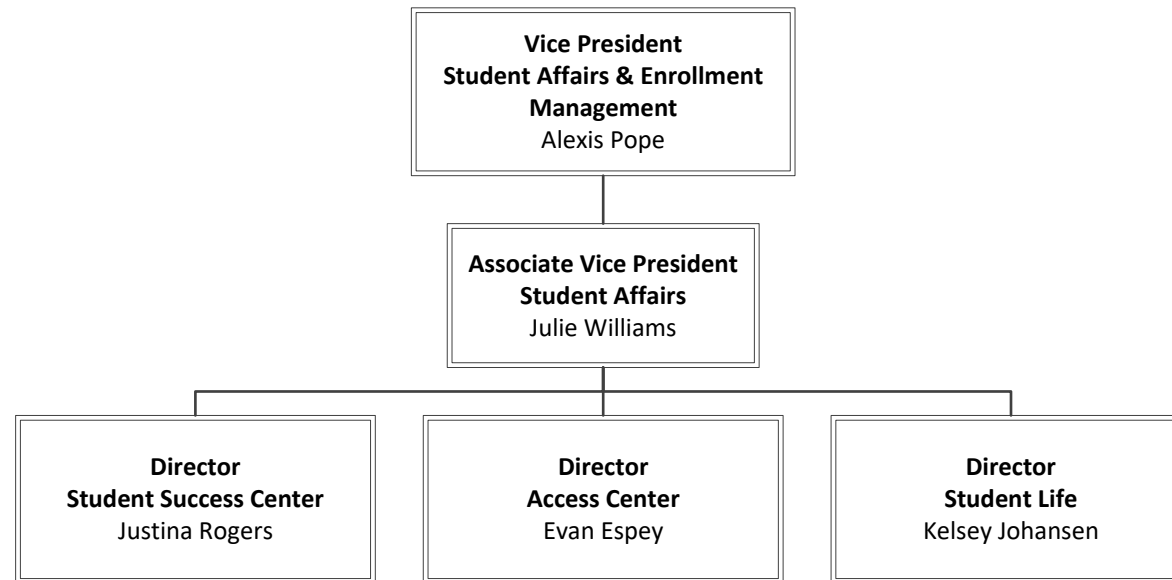 Vice President
Student Affairs & Enrollment
Management
Alexis Pope
Associate Vice President
Student Affairs
Julie Williams
Director
Student Success Center
Justina Rogers
Director
Access Center
Evan Espey
Director
Student Life
Kelsey Johansen